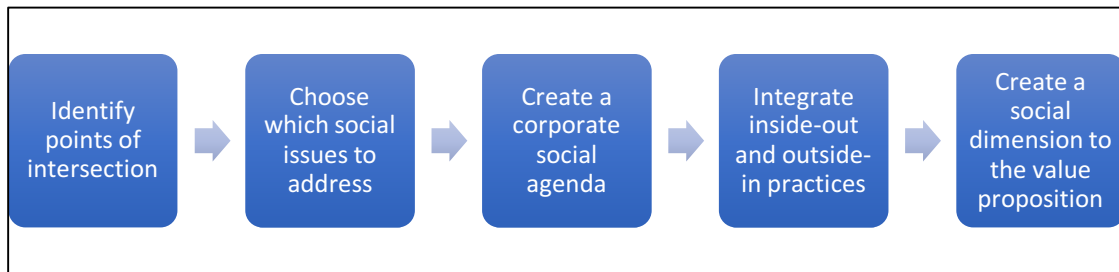 Identify
points of
intersection
Choose
which social
issues to
address
Create a
corporate
social
agenda
Integrate
inside-out
and outside-
in practices
Create a
social
dimension to
the value
proposition